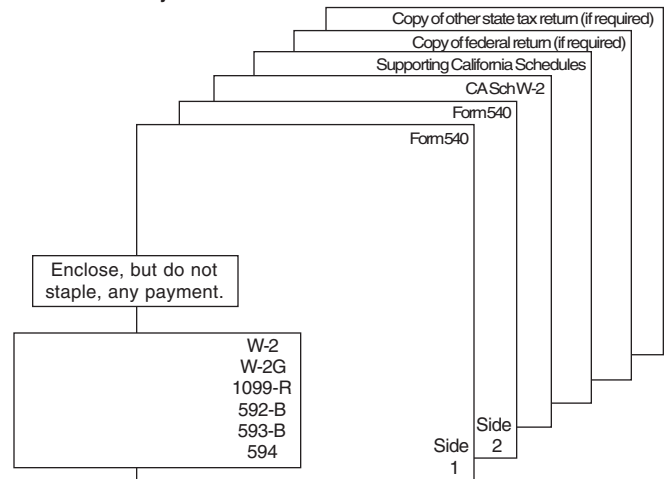 Copy of other state tax return (if required)
Copy of federal return (if required)
Supporting California Schedules
CA Sch W-2
Form 540
Form 540
Enclose, but do not
staple, any payment.
W-2
W-2G
1099-R
592-B
593-B
594
Side
2
Side
1